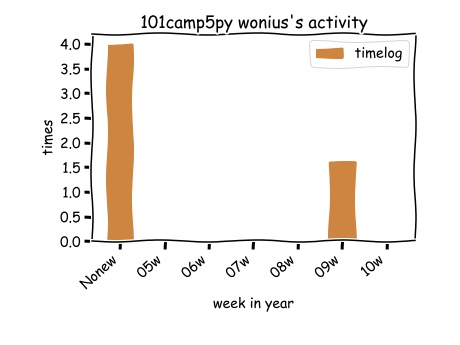 101camp5py wonius's activity
timelog
times
4.0
3.5
3.0
2.5
2.0
1.5
1.0
0.5
0.0
Nonew 05w 06w 07w 08w 09w 10w
week in year